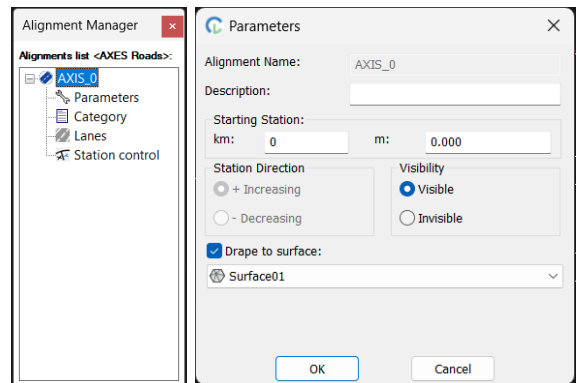 Alignment Manager
Alignments list <AXES Roads>:
AXIS_0
Parameters
Category
Lanes
Station control
Parameters
Alignment Name: AXIS_0
Description:
Starting Station:
km: 0 m: 0.000
Station Direction
+ Increasing
- Decreasing
Visibility
Visible
Invisible
Drape to surface:
Surface01
OK Cancel